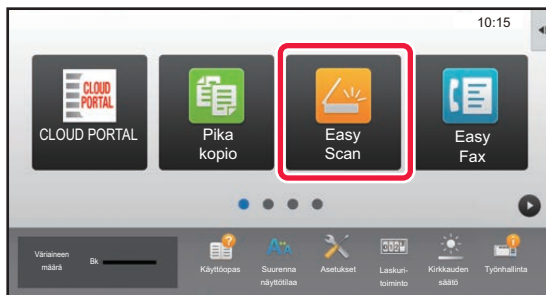 10:15
CLOUD
PORTAL
CLOUD PORTAL
Pika
kopio
Easy
Scan
Easy
Fax
Väriaineen
määrä
Bk
Käyttöopas
Suurenna
näyttötilaa
Asetukset
Laskuri-
toiminto
Kirkkauden
säätö
Työnhallinta